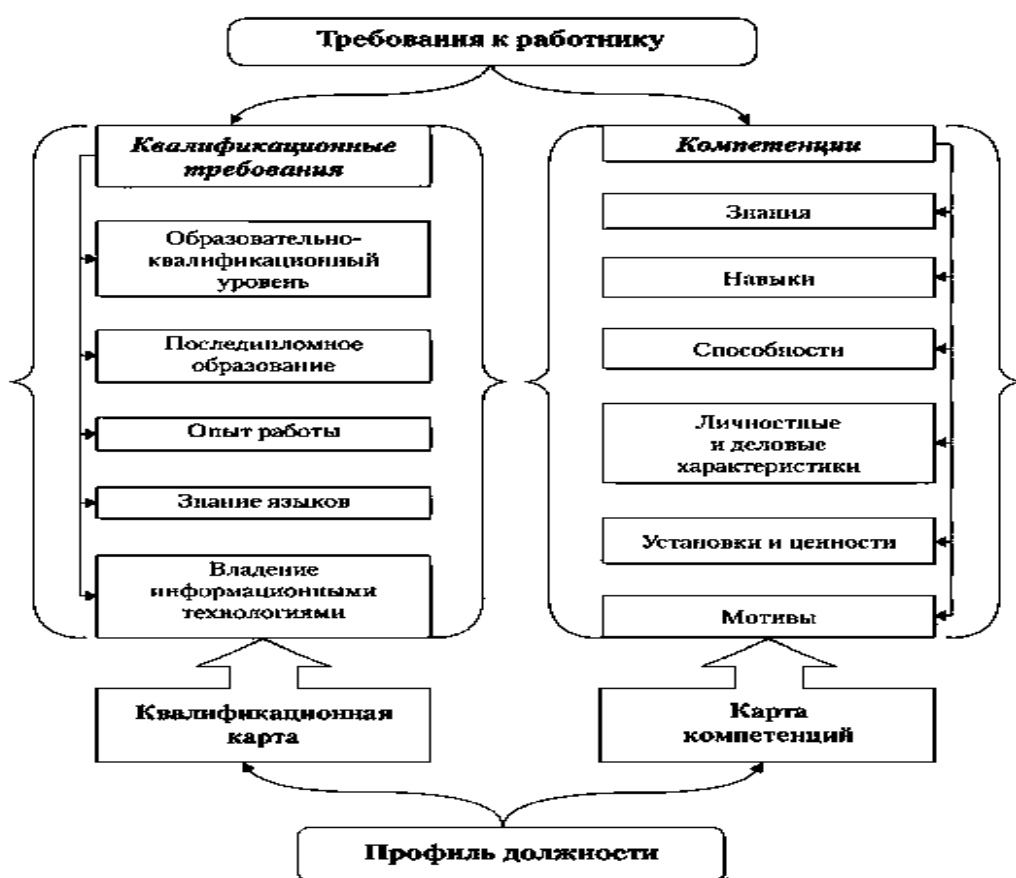 Требования к работнику
Квалификационные
требования
Образовательно-
квалификационный
уровень
Последипломное
образование
Опыт работы
Знание языков
Владение
информационными
технологиями
Квалификационная
карта
Компетенции
Знания
Навыки
Способности
Личностные
и деловые
характеристики
Установки и ценности
Мотивы
Карта
компетенций
Профиль должности